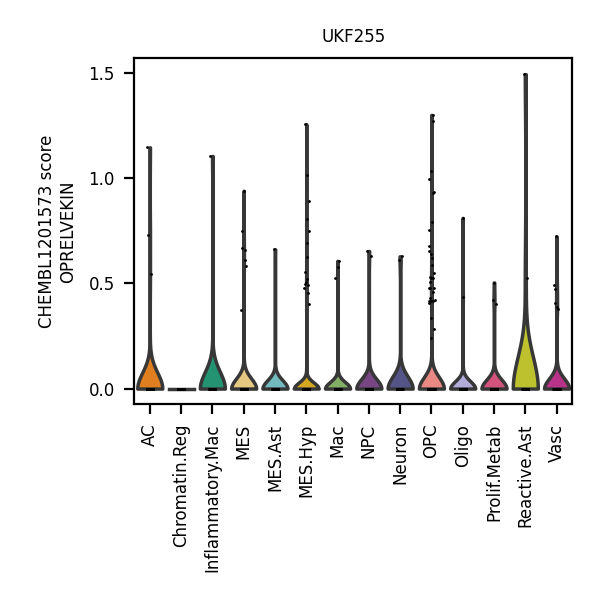 UKF255
CHEMBL1201573 score
OPRELVEKIN
1.5
1.0
0.5
0.0
AC
Chromatin.Reg
Inflammatory.Mac
MES
MES.Ast
MES.Hyp
Mac
NPC
Neuron
OPC
Oligo
Prolif.Metab
Reactive.Ast
Vasc